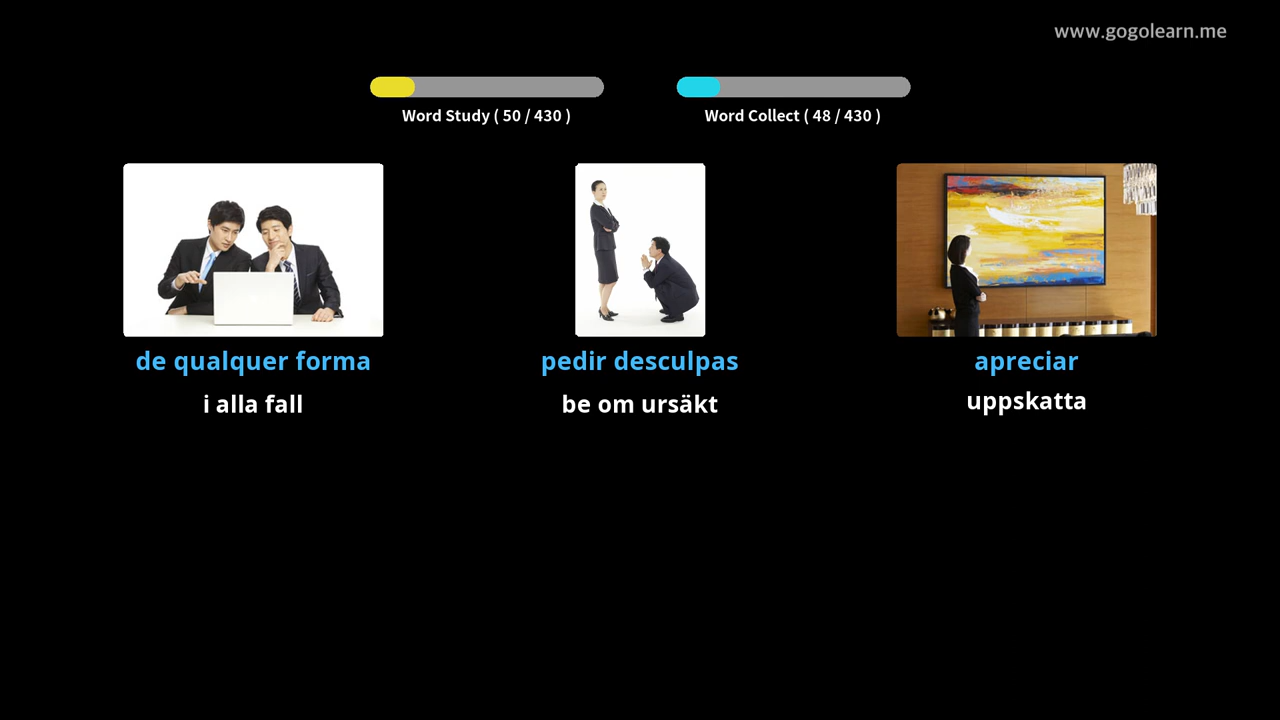 www.gogolearn.me
Word Study ( 50 / 430 )
Word Collect ( 48 / 430 )
de qualquer forma
i alla fall
pedir desculpas
be om ursäkt
apreciar
uppskatta